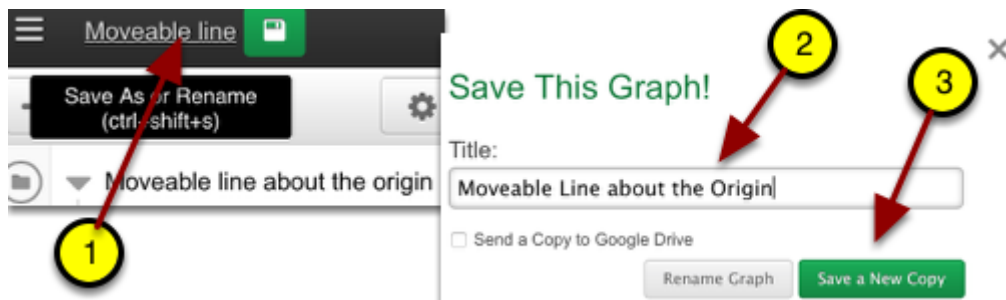 Moveable line
Save As or Rename
(ctrl+shift+s)
Moveable line about the origin
1
2
3
Save This Graph!
Title:
Moveable Line about the Origin
Send a Copy to Google Drive
Rename Graph
Save a New Copy